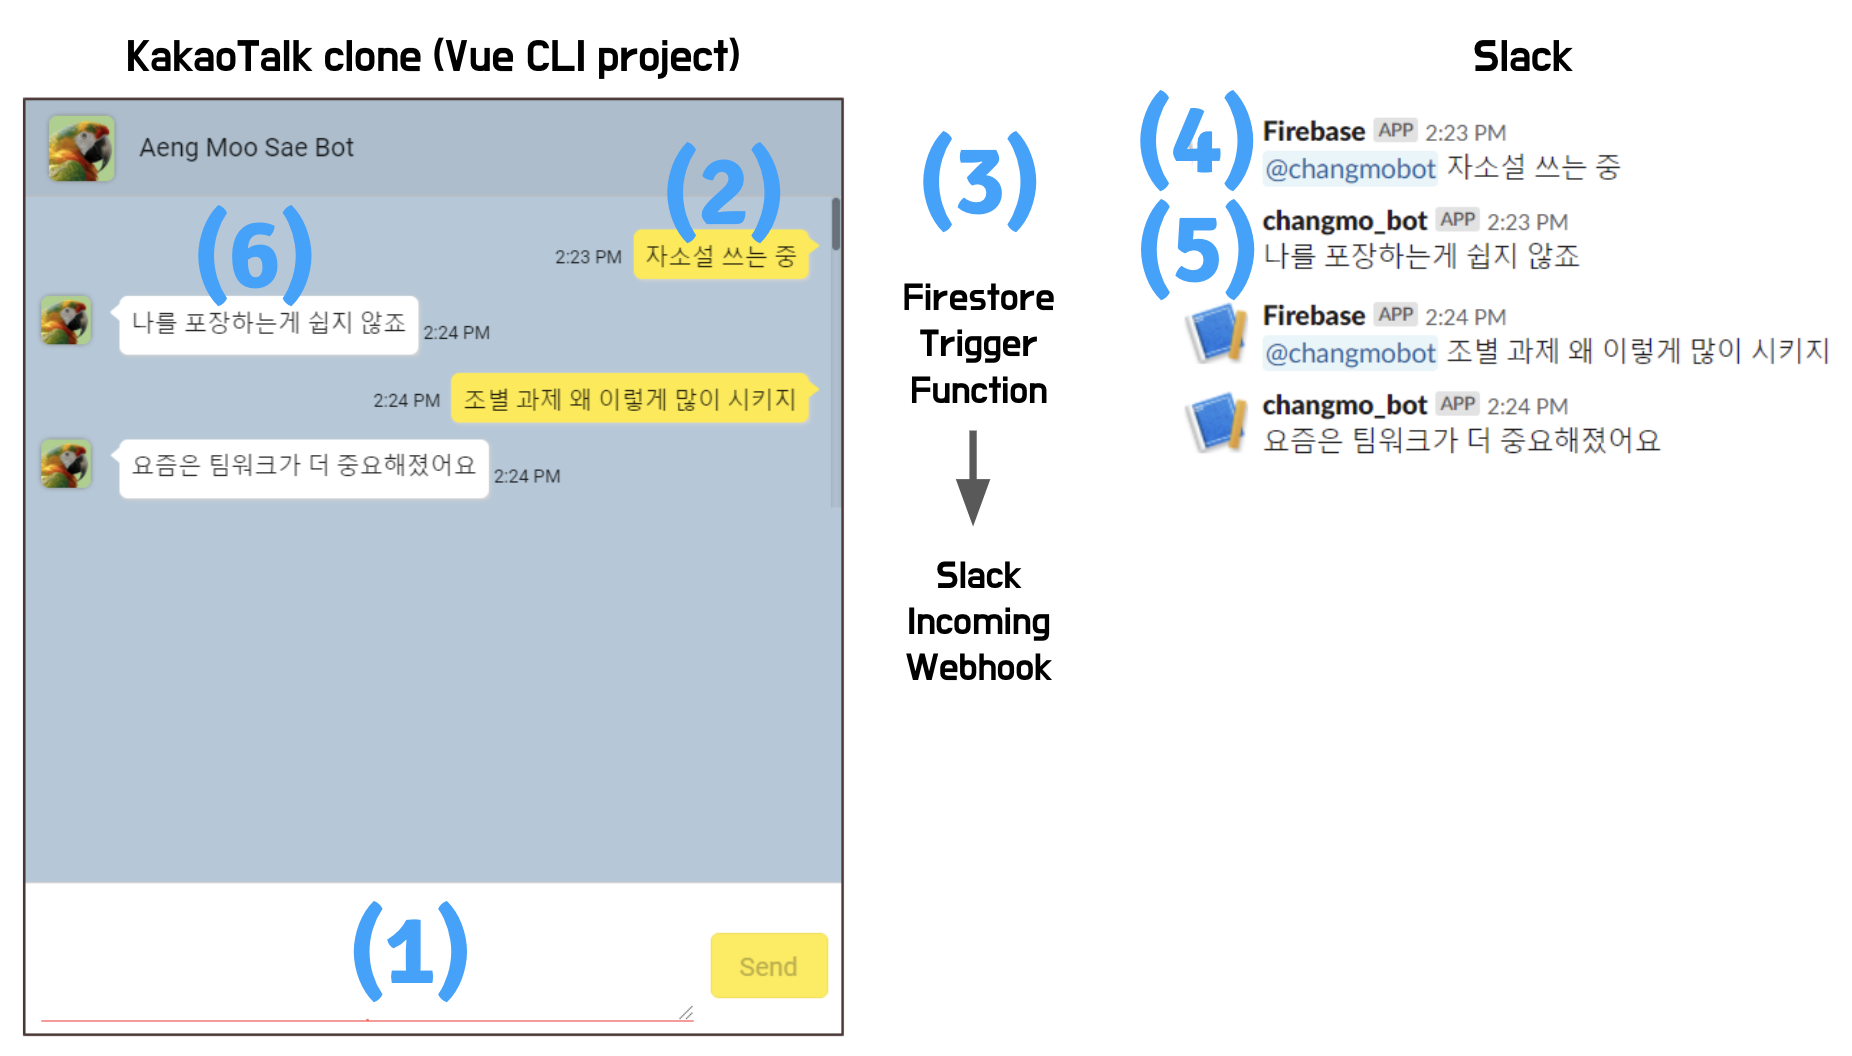 KakaoTalk clone (Vue CLI project)
Aeng Moo Sae Bot
(2)
2:23 PM 자소설 쓰는 중
(6)
나를 포장하는게 쉽지 않죠 2:24 PM
2:24 PM 조별 과제 왜 이렇게 많이 시키지
요즘은 팀워크가 더 중요해졌어요 2:24 PM
(1)
Send
(3)
Firestore
Trigger
Function
Slack
Incoming
Webhook
Slack
(4)
Firebase APP 2:23 PM
@changmobot 자소설 쓰는 중
(5)
changmo_bot APP 2:23 PM
나를 포장하는게 쉽지 않죠
Firebase APP 2:24 PM
@changmobot 조별 과제 왜 이렇게 많이 시키지
changmo_bot APP 2:24 PM
요즘은 팀워크가 더 중요해졌어요